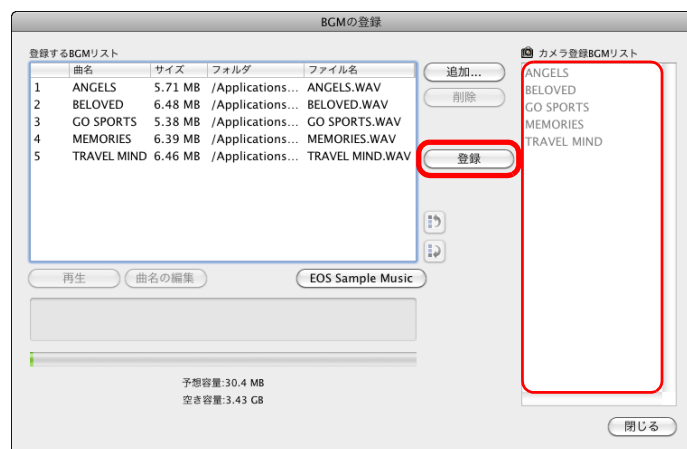 BGMの登録
登録するBGMリスト
曲名 サイズ フォルダ ファイル名
1 ANGELS 5.71 MB /Applications... ANGELS.WAV
2 BELOVED 6.48 MB /Applications... BELOVED.WAV
3 GO SPORTS 5.38 MB /Applications... GO SPORTS.WAV
4 MEMORIES 6.39 MB /Applications... MEMORIES.WAV
5 TRAVEL MIND 6.46 MB /Applications... TRAVEL MIND.WAV
追加...
削除
登録
カメラ登録BGMリスト
ANGELS
BELOVED
GO SPORTS
MEMORIES
TRAVEL MIND
再生 曲名の編集 EOS Sample Music
予想容量:30.4 MB
空き容量:3.43 GB
閉じる